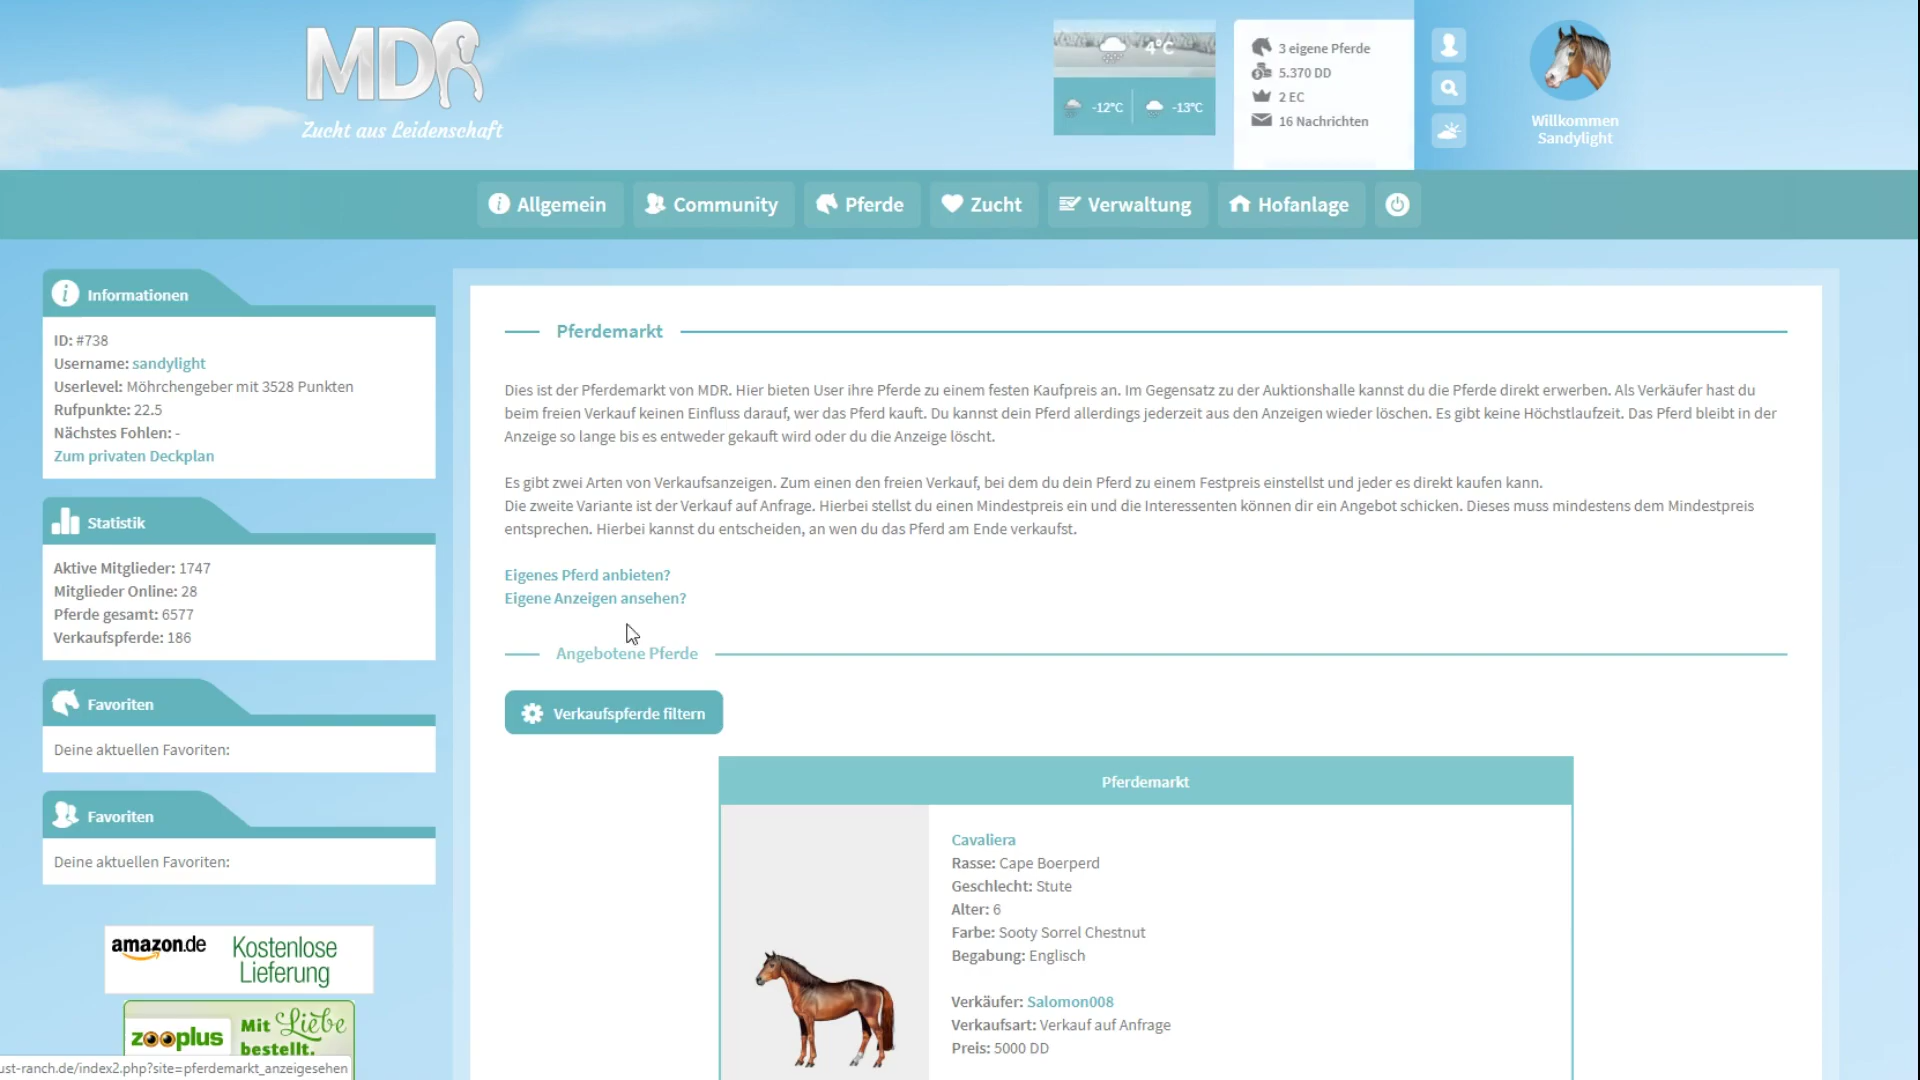 MDR
Zucht aus Leidenschaft
4°C
-12°C
-13°C
3 eigene Pferde
5.370 DD
2 EC
16 Nachrichten
Willkommen
Sandylight
Allgemein
Community
Pferde
Zucht
Verwaltung
Hofanlage
Informationen
ID: #738
Username: sandylight
Userlevel: Möhrchengeber mit 3528 Punkten
Rufpunkte: 22.5
Nächstes Fohlen: -
Zum privaten Deckplan
Statistik
Aktive Mitglieder: 1747
Mitglieder Online: 28
Pferde gesamt: 6577
Verkaufspferde: 186
Favoriten
Deine aktuellen Favoriten:
Favoriten
Deine aktuellen Favoriten:
amazon.de
Kostenlose
Lieferung
zooplus
Mit Liebe
bestellt.
ust-ranch.de/index2.php?site=pferdemarkt_anzeigesehen
Pferdemarkt
Dies ist der Pferdemarkt von MDR. Hier bieten User ihre Pferde zu einem festen Kaufpreis an. Im Gegensatz zu der Auktionshalle kannst du die Pferde direkt erwerben. Als Verkäufer hast du
beim freien Verkauf keinen Einfluss darauf, wer das Pferd kauft. Du kannst dein Pferd allerdings jederzeit aus den Anzeigen wieder löschen. Es gibt keine Höchstlaufzeit. Das Pferd bleibt in der
Anzeige so lange bis es entweder gekauft wird oder du die Anzeige löscht.
Es gibt zwei Arten von Verkaufsanzeigen. Zum einen den freien Verkauf, bei dem du dein Pferd zu einem Festpreis einstellst und jeder es direkt kaufen kann.
Die zweite Variante ist der Verkauf auf Anfrage. Hierbei stellst du einen Mindestpreis ein und die Interessenten können dir ein Angebot schicken. Dieses muss mindestens dem Mindestpreis
entsprechen. Hierbei kannst du entscheiden, an wen du das Pferd am Ende verkaufst.
Eigenes Pferd anbieten?
Eigene Anzeigen ansehen?
Angebotene Pferde
Verkaufspferde filtern
Pferdemarkt
Cavaliera
Rasse: Cape Boerperd
Geschlecht: Stute
Alter: 6
Farbe: Sooty Sorrel Chestnut
Begabung: Englisch
Verkäufer: Salomon008
Verkaufsart: Verkauf auf Anfrage
Preis: 5000 DD